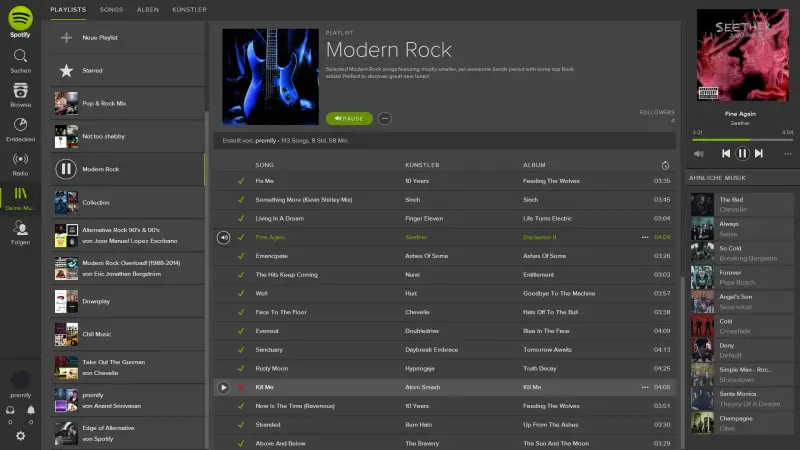 Spotify
Suchen
Browse
Entdecken
Radio
Deine Mu...
Folgen
premify
0 0
PLAYLISTS SONGS ALBEN KÜNSTLER
Neue Playlist
Starred
Pop & Rock Mix
Not too shabby
Modern Rock
Collection
Alternative Rock 90's & 00's
von Jose Manuel Lopez Escribano
Modern Rock Overload! (1988-2014)
von Eric Jonathan Bergström
Downplay
Chill Music
Take Out The Gunman
von Chevelle
premify
von Anand Srinivasan
Edge of Alternative
von Spotify
PLAYLIST
Modern Rock
Selected Modern Rock songs featuring mostly smaller, yet awesome bands paired with some top Rock
artists! Perfect to discover great new tunes!
PAUSE
FOLLOWERS
4
Erstellt von: premify • 143 Songs, 8 Std. 58 Min.
SONG KÜNSTLER ALBUM
Fix Me 10 Years Feeding The Wolves 03:35
Something More (Kevin Shirley Mix) Sinch Sinch 03:45
Living In A Dream Finger Eleven Life Turns Electric 03:04
Fine Again Seether Disclaimer II 04:04
Emancipate Ashes Of Soma Ashes Of Soma 03:26
The Hits Keep Coming Nural Entitlement 03:03
Well Hurt Goodbye To The Machine 03:57
Face To The Floor Chevelle Hats Off To The Bull 03:38
Evenout Doubledrive Blue In The Face 04:09
Sanctuary Daybreak Embrace Tomorrow Awaits 04:13
Rusty Moon Hypnogaja Truth Decay 04:25
Kill Me Atom Smash Kill Me 04:05
Now Is The Time (Ravenous) 10 Years Feeding The Wolves 03:51
Stranded Burn Halo Up From The Ashes 03:30
Above And Below The Bravery The Sun And The Moon 03:29
SEETHER
Fine Again
Seether
2:21 4:04
ÄHNLICHE MUSIK
The Red
Chevelle
Always
Saliva
So Cold
Breaking Benjamin
Forever
Papa Roach
Angel's Son
Sevendust
Cold
Crossfade
Deny
Default
Simple Man - Roc...
Shinedown
Santa Monica
Theory Of A Deadm
Champagne
Cavo